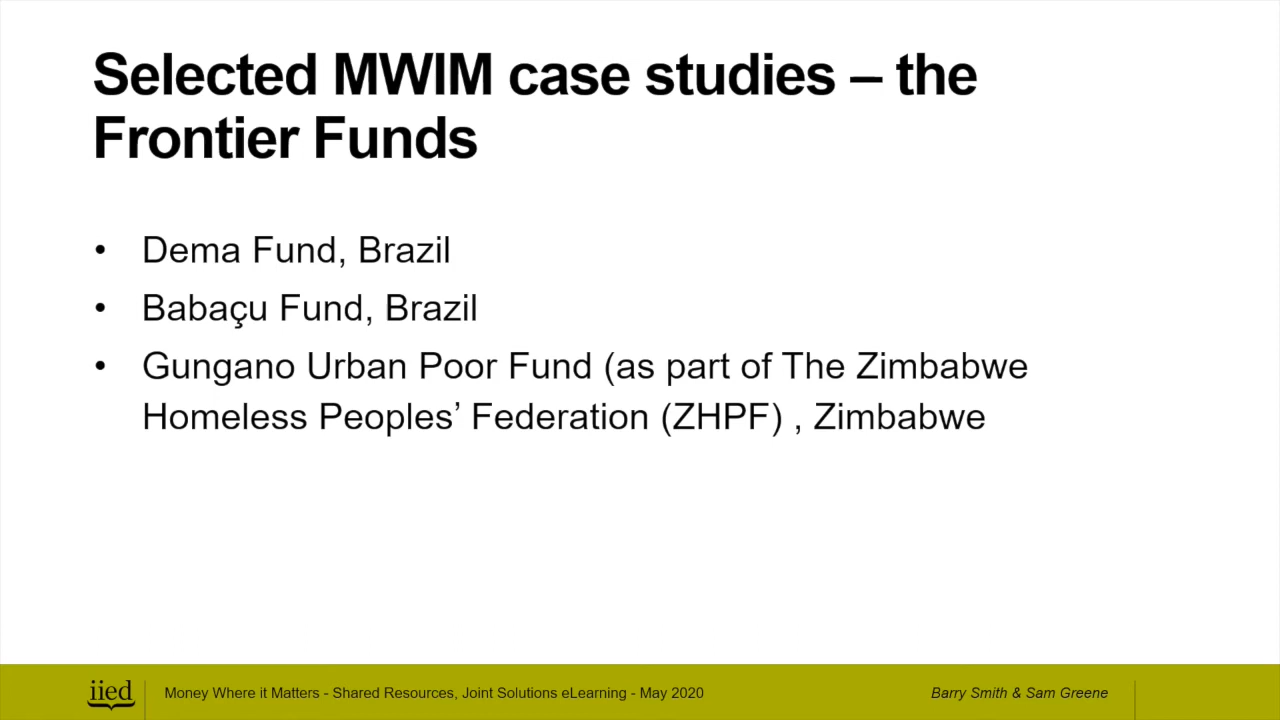 Selected MWIM case studies – the
Frontier Funds
• Dema Fund, Brazil
• Babaçu Fund, Brazil
• Gungano Urban Poor Fund (as part of The Zimbabwe
Homeless Peoples’ Federation (ZHPF) , Zimbabwe
iied
Money Where it Matters - Shared Resources, Joint Solutions eLearning - May 2020
Barry Smith & Sam Greene